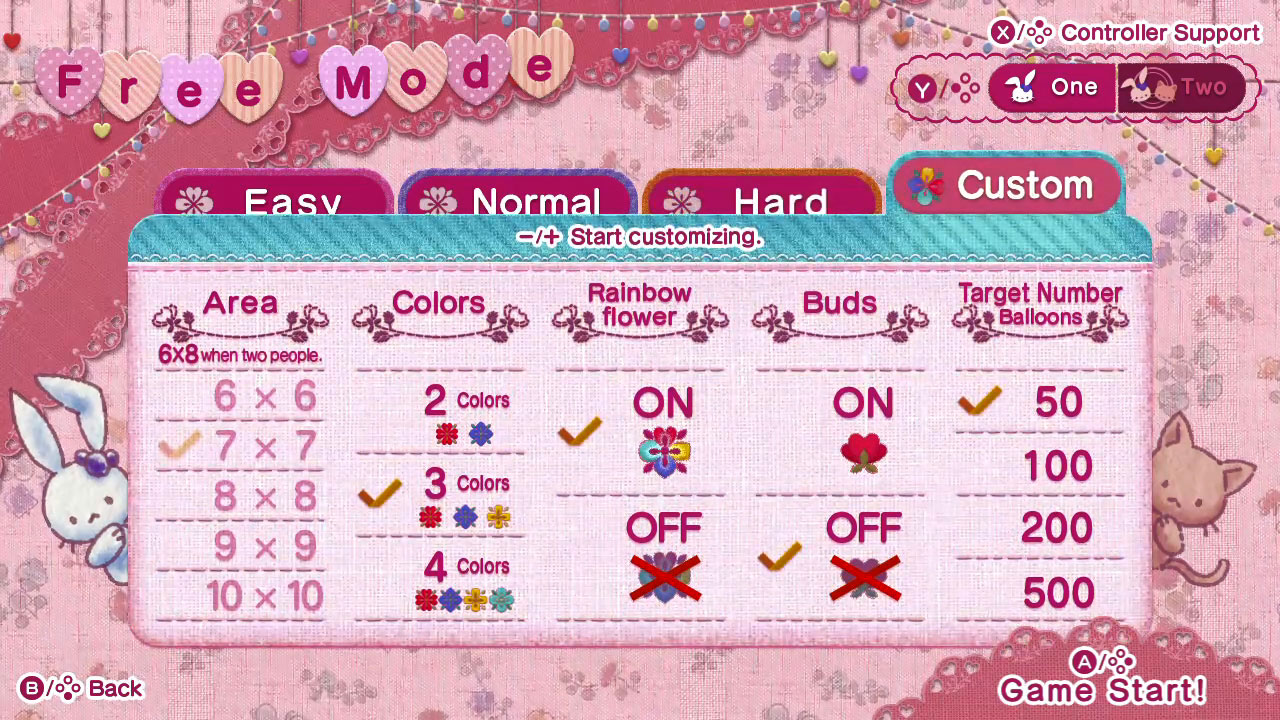 Free Mode
X/ Controller Support
Y/ One Two
Easy Normal Hard Custom
-/+ Start customizing.
Area
6×8 when two people.
6 × 6
7 × 7
8 × 8
9 × 9
10 × 10
Colors
2 Colors
3 Colors
4 Colors
Rainbow
flower
ON
OFF
Buds
ON
OFF
Target Number
Balloons
50
100
200
500
B/ Back
A/
Game Start!